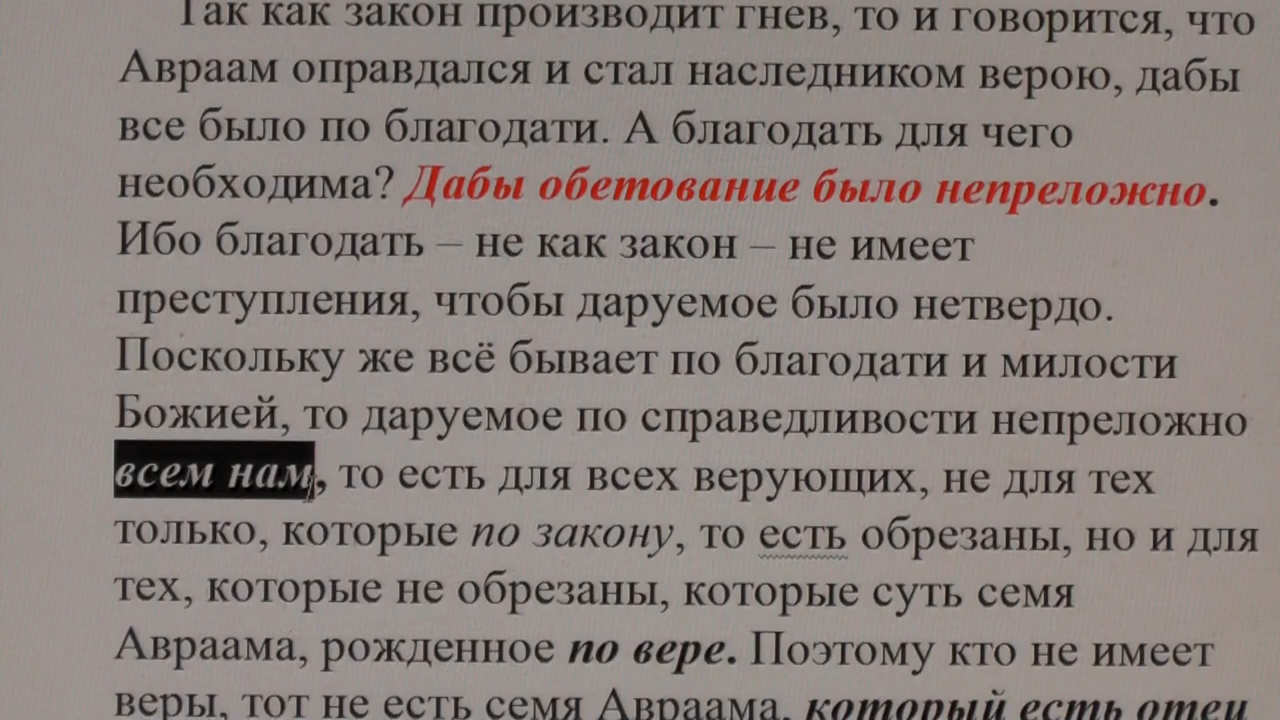 Так как закон производит гнев, то и говорится, что
Авраам оправдался и стал наследником верою, дабы
все было по благодати. А благодать для чего
необходима? Дабы обетование было непреложно.
Ибо благодать – не как закон – не имеет
преступления, чтобы даруемое было нетвердо.
Поскольку же всё бывает по благодати и милости
Божией, то даруемое по справедливости непреложно
всем нам, то есть для всех верующих, не для тех
только, которые по закону, то есть обрезаны, но и для
тех, которые не обрезаны, которые суть семя
Авраама, рожденное по вере. Поэтому кто не имеет
веры, тот не есть семя Авраама, который есть отец